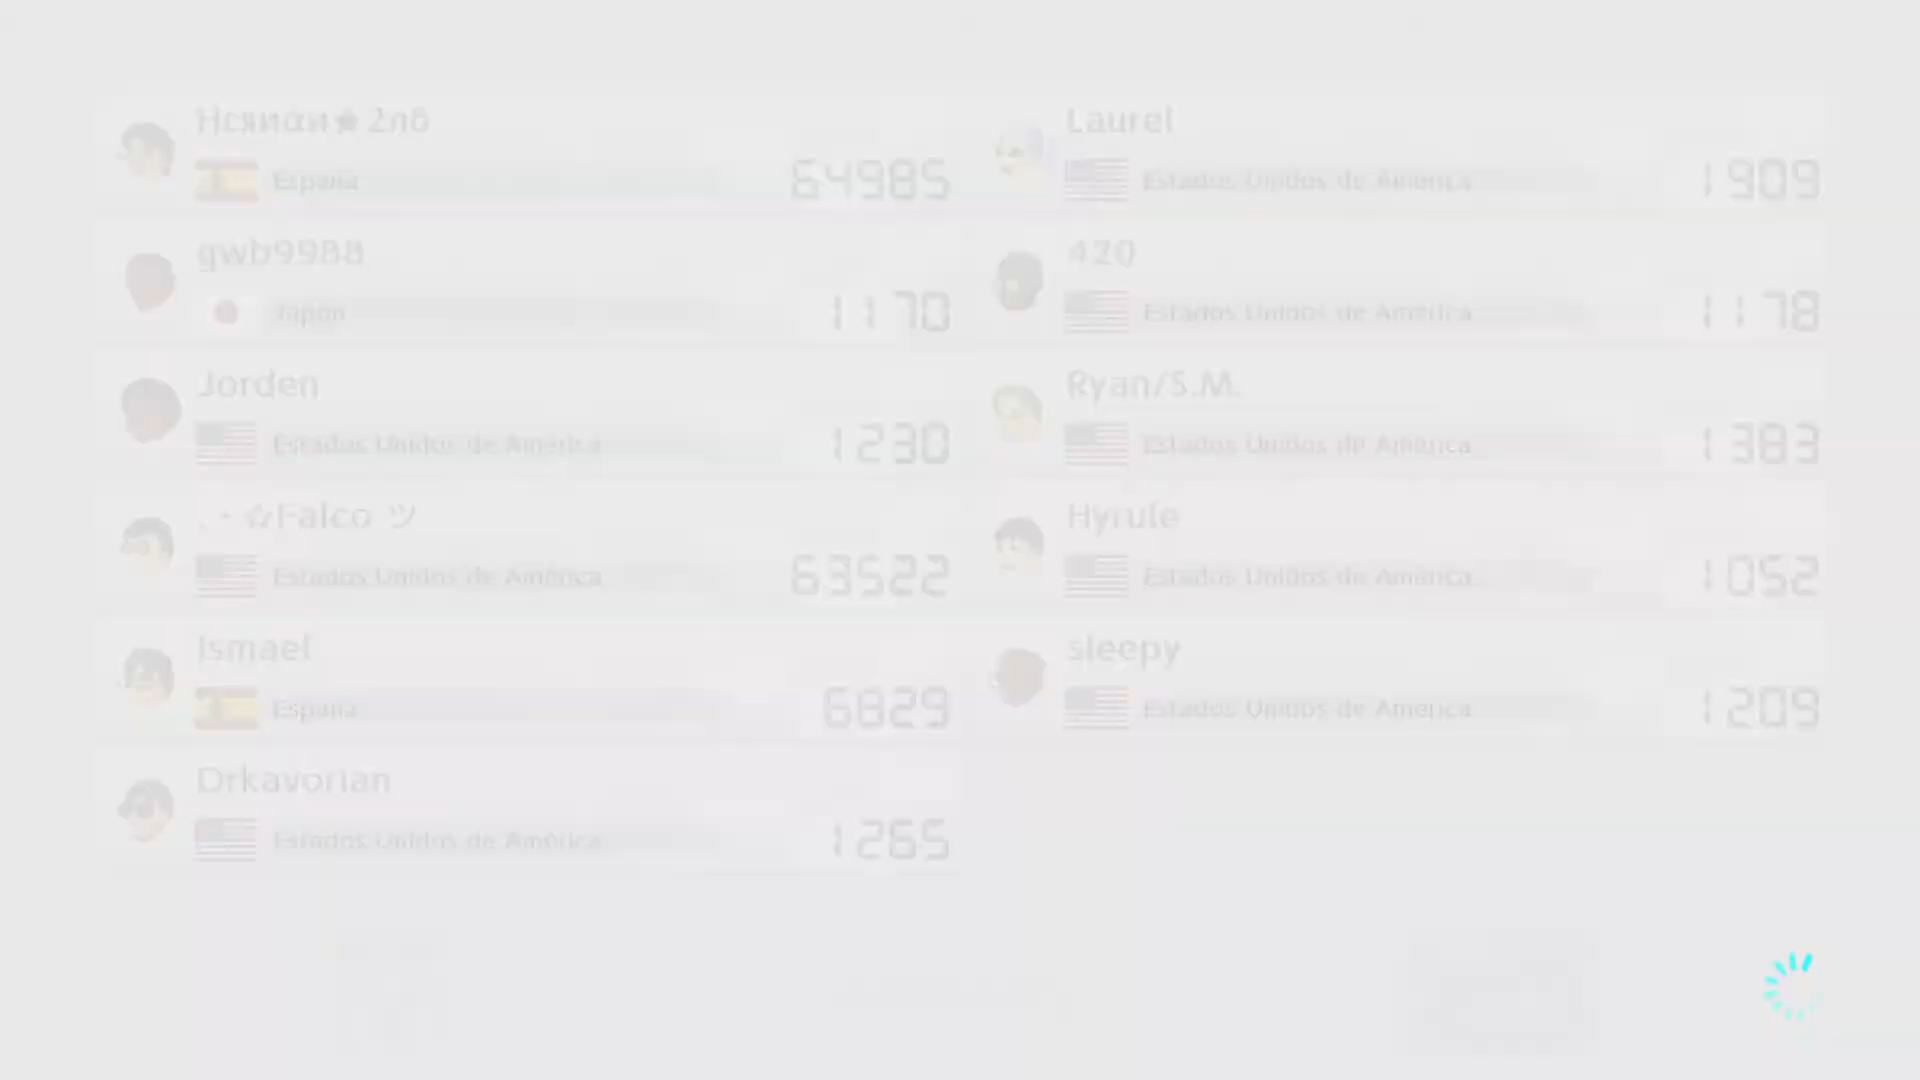 Нсяиάи★2лб
España
64985
gwb9988
Japón
1170
Jorden
Estados Unidos de América
1230
.・☆Falco ツ
Estados Unidos de América
63522
Ismael
España
6829
Drkavorian
Estados Unidos de América
1265
Laurel
Estados Unidos de América
1909
420
Estados Unidos de América
1178
Ryan/S.M.
Estados Unidos de América
1383
Hyrule
Estados Unidos de América
1052
sleepy
Estados Unidos de América
1209